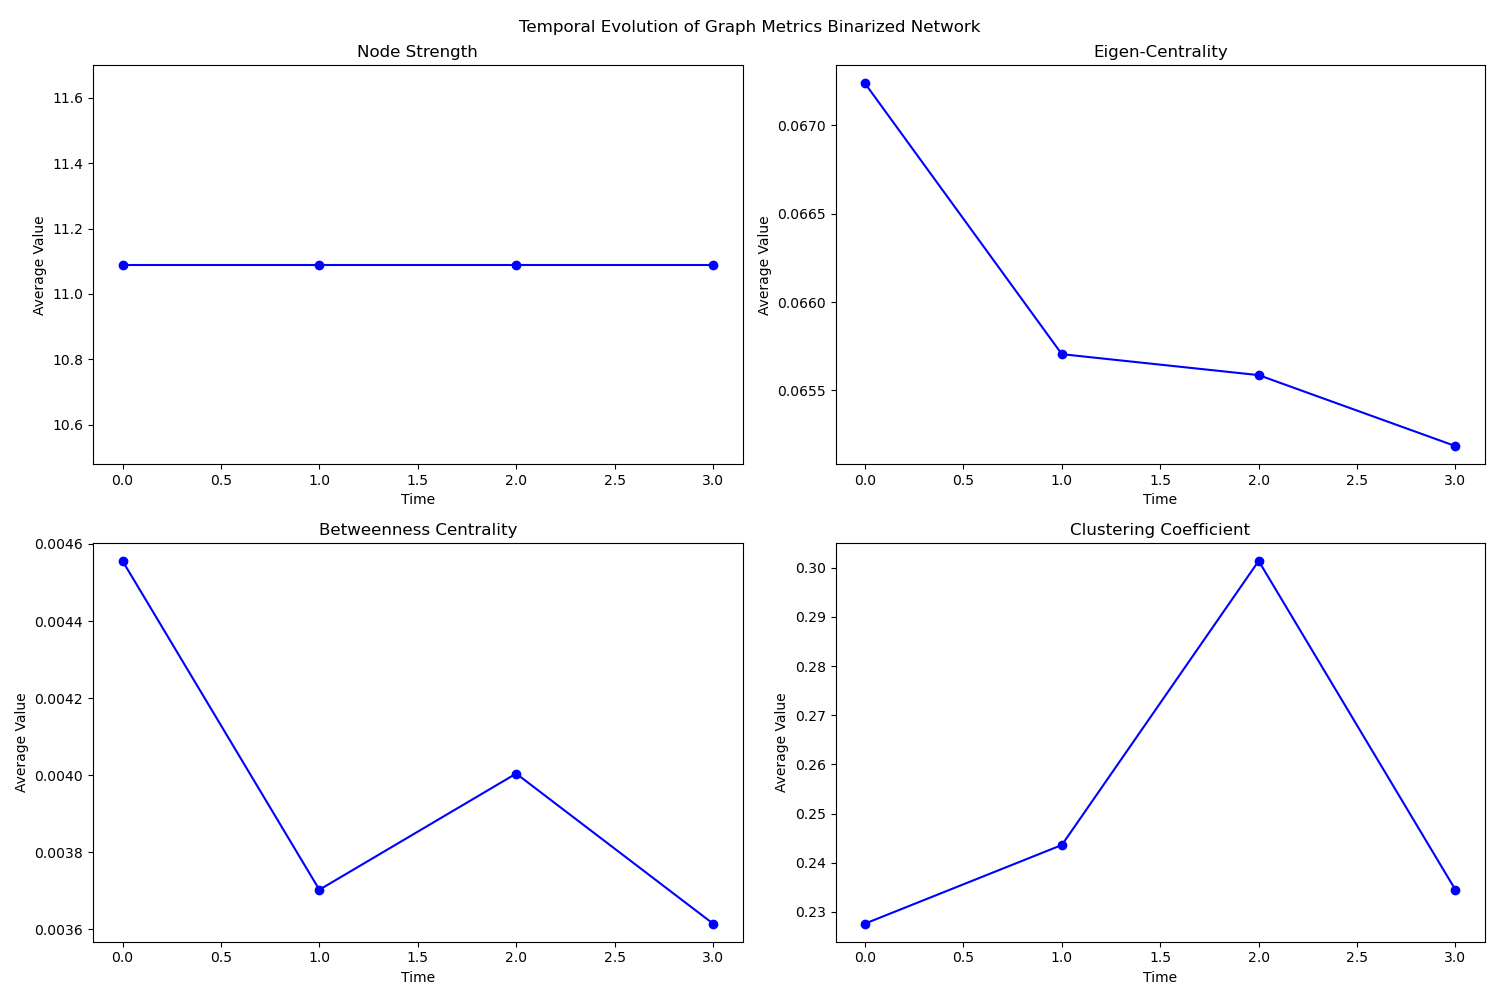 Temporal Evolution of Graph Metrics Binarized Network
Node Strength
Average Value
11.6
11.4
11.2
11.0
10.8
10.6
0.0 0.5 1.0 1.5 2.0 2.5 3.0
Time
Eigen-Centrality
Average Value
0.0670
0.0665
0.0660
0.0655
0.0 0.5 1.0 1.5 2.0 2.5 3.0
Time
Betweenness Centrality
Average Value
0.0046
0.0044
0.0042
0.0040
0.0038
0.0036
0.0 0.5 1.0 1.5 2.0 2.5 3.0
Time
Clustering Coefficient
Average Value
0.30
0.29
0.28
0.27
0.26
0.25
0.24
0.23
0.0 0.5 1.0 1.5 2.0 2.5 3.0
Time